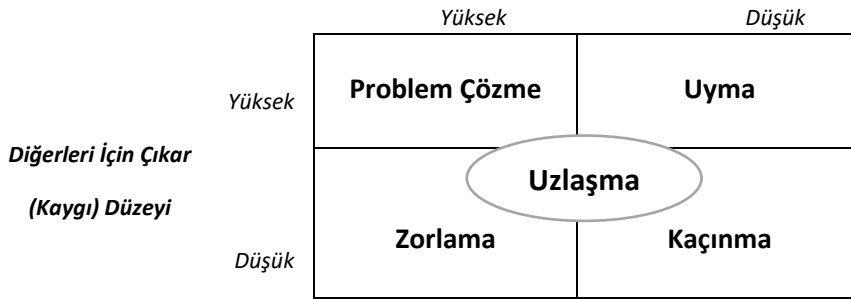 Yüksek Düşük
Yüksek
Problem Çözme Uyma
Diğerleri İçin Çıkar
(Kaygı) Düzeyi
Uzlaşma
Zorlama Kaçınma
Düşük